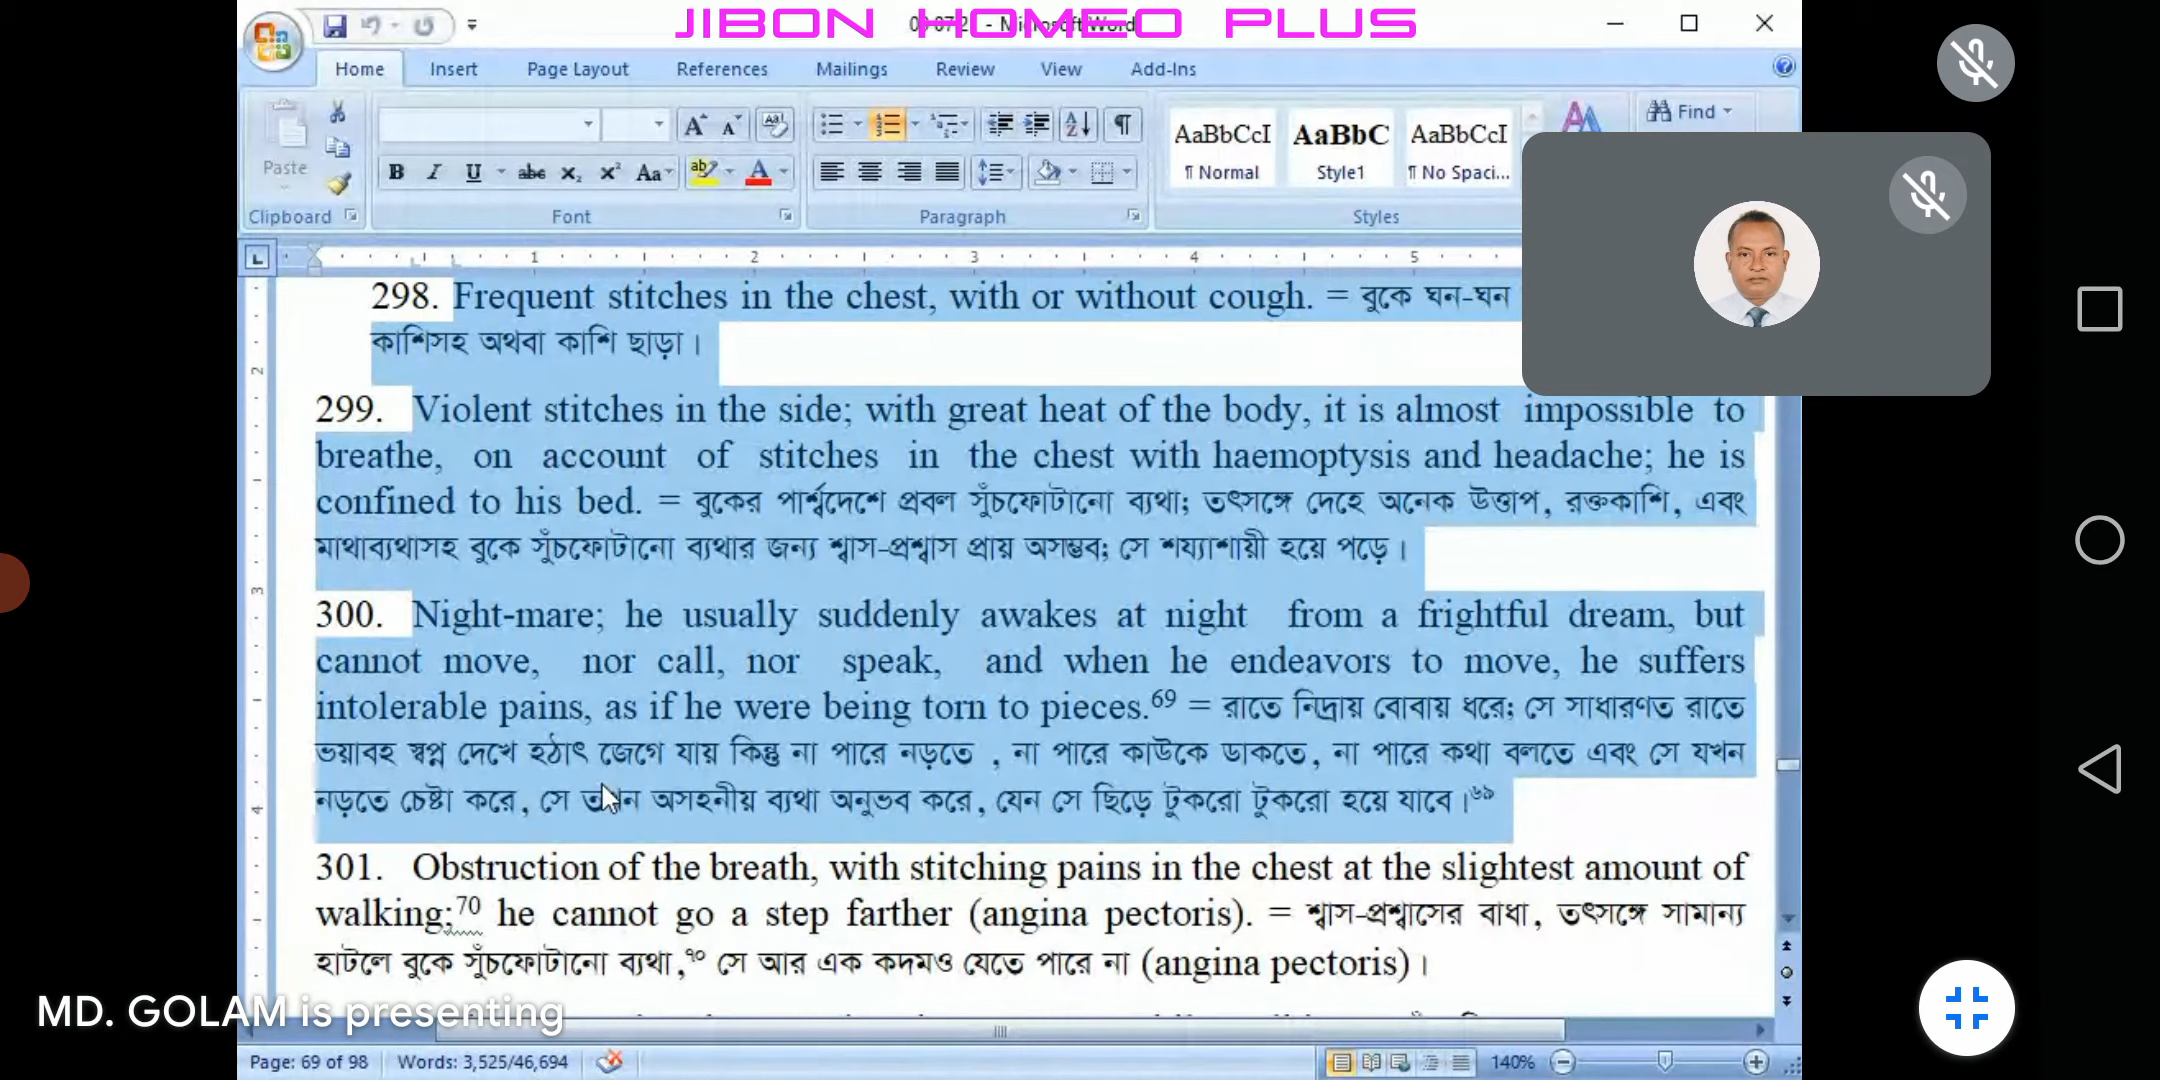 JIBON HOMEO PLUS
Home Insert Page Layout References Mailings Review View Add-Ins
Find
AaBbCcI AaBbC AaBbCcI
Paste
¶ Normal Style1 ¶ No Spaci...
Clipboard Font Paragraph Styles
1 2 3 4 5
298. Frequent stitches in the chest, with or without cough. = বুকে ঘন-ঘন
কাশিসহ অথবা কাশি ছাড়া।
299. Violent stitches in the side; with great heat of the body, it is almost impossible to
breathe, on account of stitches in the chest with haemoptysis and headache; he is
confined to his bed. = বুকের পার্শ্বদেশে প্রবল সুঁচফোটানো ব্যথা; তৎসঙ্গে দেহে অনেক উত্তাপ, রক্তকাশি, এবং
মাথাব্যথাসহ বুকে সুঁচফোটানো ব্যথার জন্য শ্বাস-প্রশ্বাস প্রায় অসম্ভব; সে শয্যাশায়ী হয়ে পড়ে।
300. Night-mare; he usually suddenly awakes at night from a frightful dream, but
cannot move, nor call, nor speak, and when he endeavors to move, he suffers
intolerable pains, as if he were being torn to pieces.69 = রাতে নিদ্রায় বোবায় ধরে; সে সাধারণত রাতে
ভয়াবহ স্বপ্ন দেখে হঠাৎ জেগে যায় কিন্তু না পারে নড়তে , না পারে কাউকে ডাকতে, না পারে কথা বলতে এবং সে যখন
নড়তে চেষ্টা করে, সে তখন অসহনীয় ব্যথা অনুভব করে, যেন সে ছিড়ে টুকরো টুকরো হয়ে যাবে।৬৯
301. Obstruction of the breath, with stitching pains in the chest at the slightest amount of
walking;70 he cannot go a step farther (angina pectoris). = শ্বাস-প্রশ্বাসের বাধা, তৎসঙ্গে সামান্য
হাটলে বুকে সুঁচফোটানো ব্যথা,৭০ সে আর এক কদমও যেতে পারে না (angina pectoris)।
MD. GOLAM is presenting
Page: 69 of 98 Words: 3,525/46,694 140%